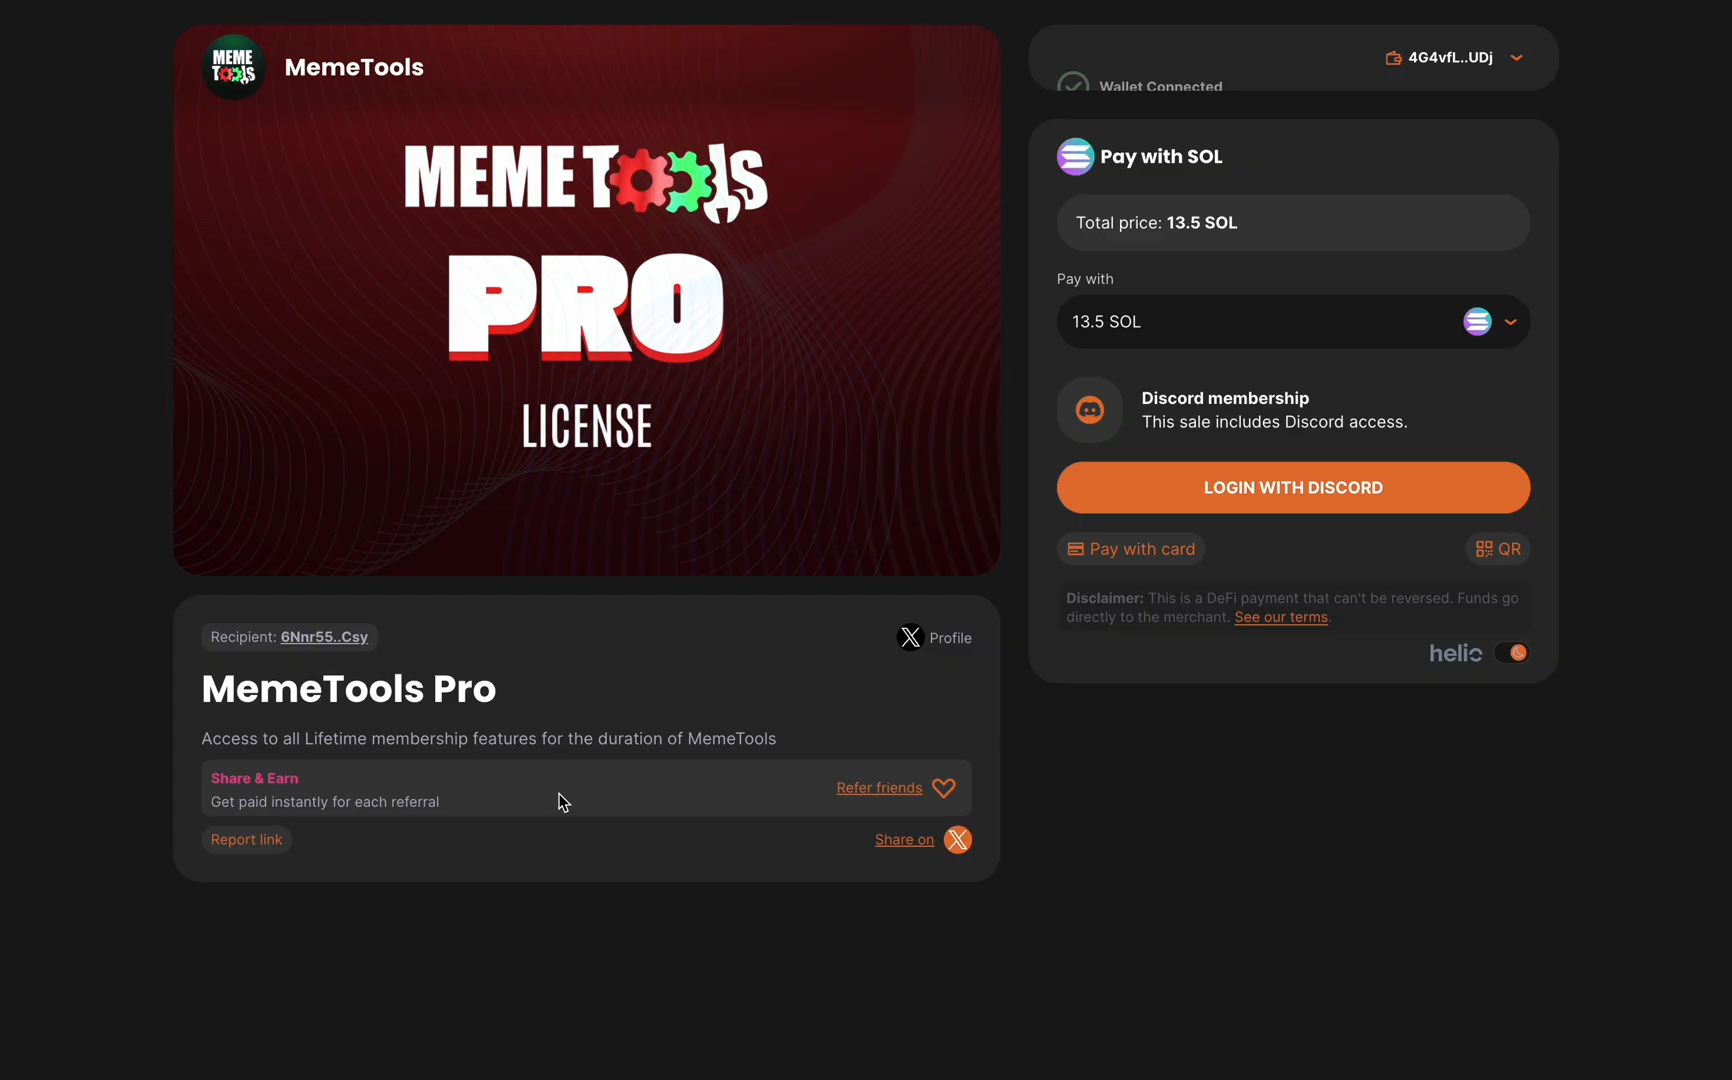 MEME
TOOLS
MemeTools
MEME TOOLS
PRO
LICENSE
Recipient: 6Nnr55..Csy
Profile
MemeTools Pro
Access to all Lifetime membership features for the duration of MemeTools
Share & Earn
Get paid instantly for each referral
Refer friends
Report link
Share on
4G4vfL..UDj
Wallet Connected
Pay with SOL
Total price: 13.5 SOL
Pay with
13.5 SOL
Discord membership
This sale includes Discord access.
LOGIN WITH DISCORD
Pay with card
QR
Disclaimer: This is a DeFi payment that can't be reversed. Funds go
directly to the merchant. See our terms.
helio